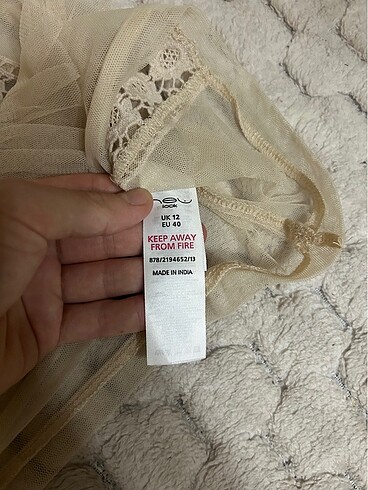 new
look
UK 12
EU 40
KEEP AWAY
FROM FIRE
878/2194652/13
MADE IN INDIA